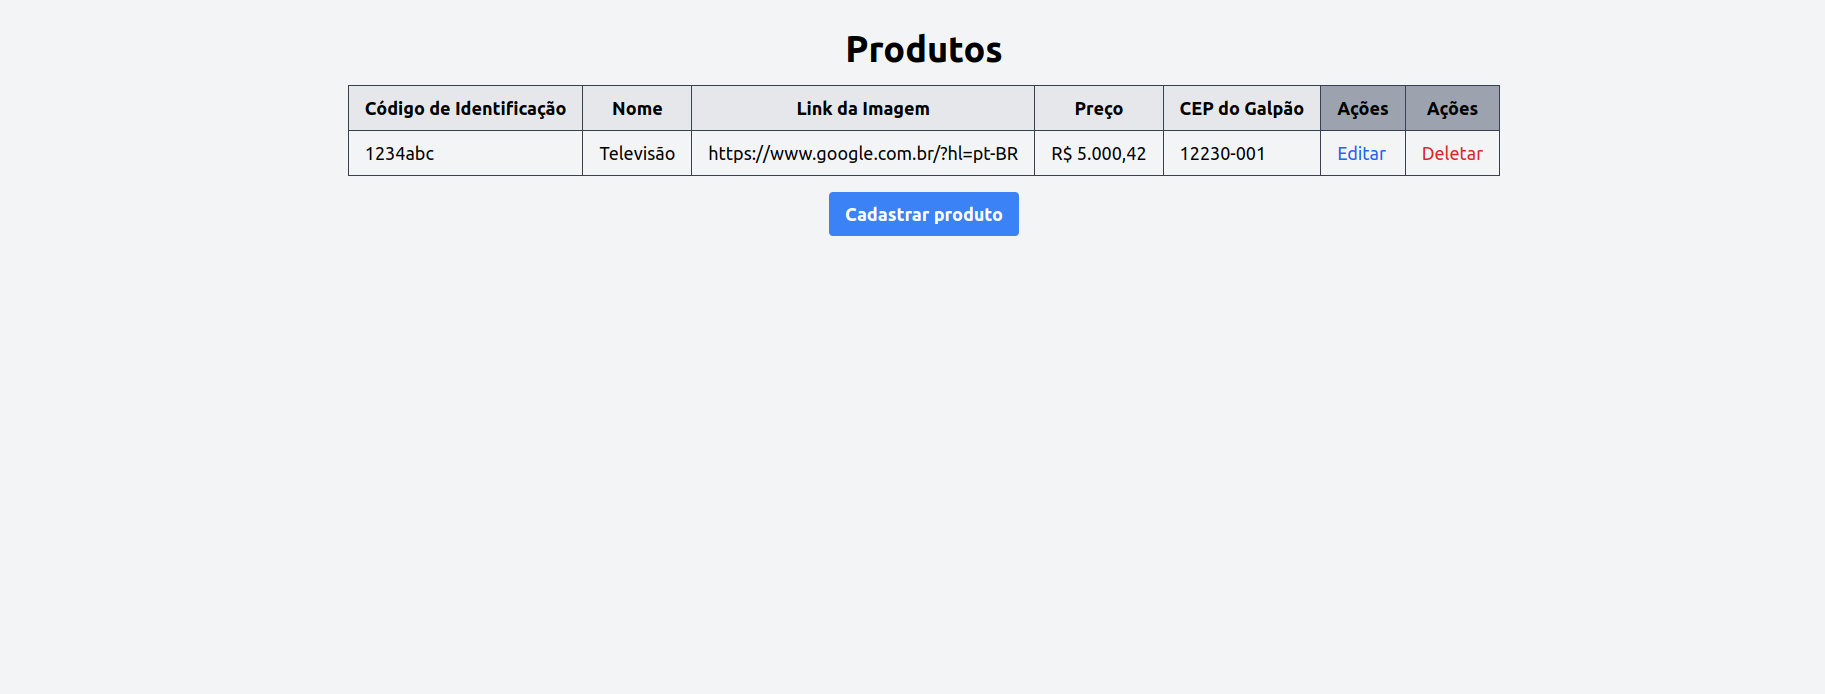 Produtos
Código de Identificação Nome Link da Imagem Preço CEP do Galpão Ações Ações
1234abc Televisão https://www.google.com.br/?hl=pt-BR R$ 5.000,42 12230-001 Editar Deletar
Cadastrar produto